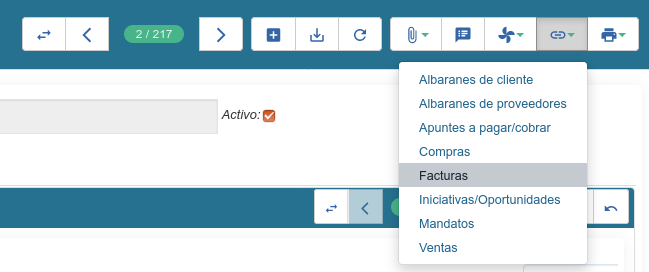 2 / 217
Albaranes de cliente
Activo:
Albaranes de proveedores
Apuntes a pagar/cobrar
Compras
Facturas
Iniciativas/Oportunidades
Mandatos
Ventas